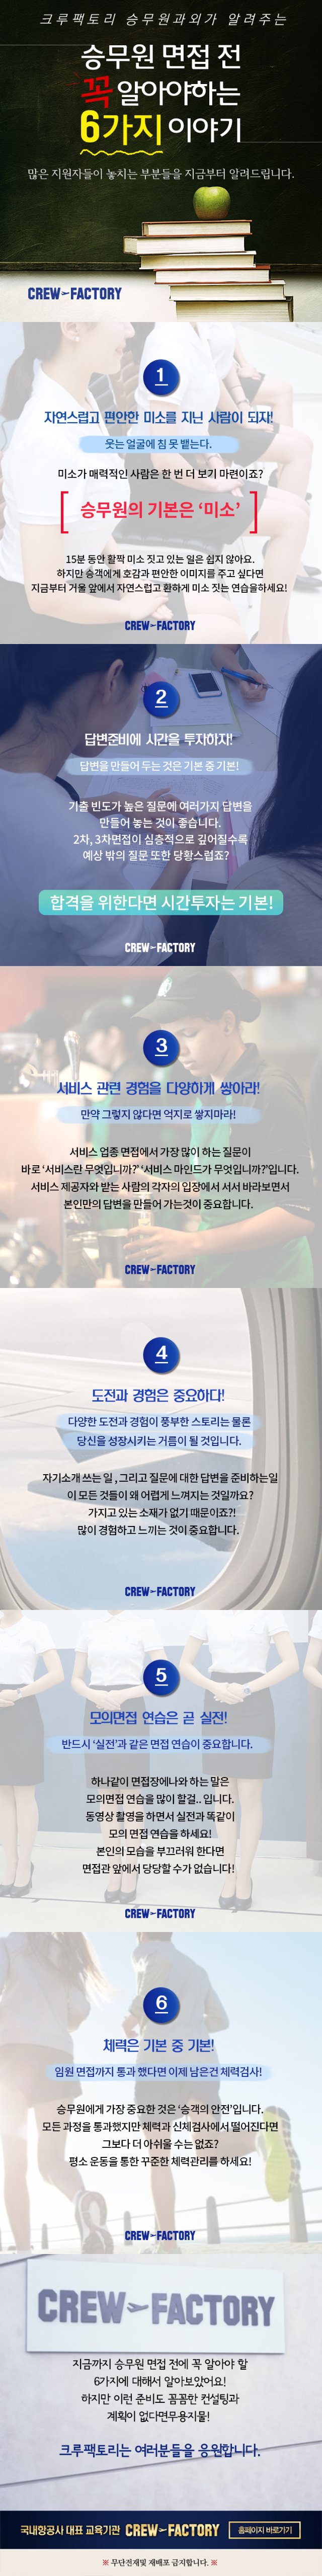 크루팩토리 승무원과외가 알려주는
승무원 면접 전
꼭 알아야하는
6가지 이야기
많은 지원자들이 놓치는 부분들을 지금부터 알려드립니다.
CREW FACTORY
1
자연스럽고 편안한 미소를 지닌 사람이 되자!
웃는 얼굴에 침 못 뱉는다.
미소가 매력적인 사람은 한 번 더 보기 마련이죠?
[ 승무원의 기본은 '미소' ]
15분 동안 활짝 미소 짓고 있는 일은 쉽지 않아요.
하지만 승객에게 호감과 편안한 이미지를 주고 싶다면
지금부터 거울 앞에서 자연스럽고 환하게 미소 짓는 연습을하세요!
CREW FACTORY
2
답변준비에 시간을 투자하자!
답변을 만들어 두는 것은 기본 중 기본!
기출 빈도가 높은 질문에 여러가지 답변을
만들어 놓는 것이 좋습니다.
2차, 3차면접이 심층적으로 깊어질수록
예상 밖의 질문 또한 당황스럽죠?
합격을 위한다면 시간투자는 기본!
CREW FACTORY
3
서비스 관련 경험을 다양하게 쌓아라!
만약 그렇지 않다면 억지로 쌓지마라!
서비스 업종 면접에서 가장 많이 하는 질문이
바로 '서비스란 무엇입니까?' '서비스 마인드가 무엇입니까?'입니다.
서비스 제공자와 받는 사람의 각자의 입장에서 서서 바라보면서
본인만의 답변을 만들어 가는것이 중요합니다.
CREW FACTORY
4
도전과 경험은 중요하다!
다양한 도전과 경험이 풍부한 스토리는 물론
당신을 성장시키는 거름이 될 것입니다.
자기소개 쓰는 일 , 그리고 질문에 대한 답변을 준비하는일
이 모든 것들이 왜 어렵게 느껴지는 것일까요?
가지고 있는 소재가 없기 때문이죠?!
많이 경험하고 느끼는 것이 중요합니다.
CREW FACTORY
5
모의면접 연습은 곧 실전!
반드시 '실전'과 같은 면접 연습이 중요합니다.
하나같이 면접장에나와 하는 말은
모의면접 연습을 많이 할걸.. 입니다.
동영상 촬영을 하면서 실전과 똑같이
모의 면접 연습을 하세요!
본인의 모습을 부끄러워 한다면
면접관 앞에서 당당할 수가 없습니다!
CREW FACTORY
6
체력은 기본 중 기본!
임원 면접까지 통과 했다면 이제 남은건 체력검사!
승무원에게 가장 중요한 것은 '승객의 안전'입니다.
모든 과정을 통과했지만 체력과 신체검사에서 떨어진다면
그보다 더 아쉬울 수는 없죠?
평소 운동을 통한 꾸준한 체력관리를 하세요!
CREW FACTORY
CREW FACTORY
지금까지 승무원 면접 전에 꼭 알아야 할
6가지에 대해서 알아보았어요!
하지만 이런 준비도 꼼꼼한 컨설팅과
계획이 없다면무용지물!
크루팩토리는 여러분들을 응원합니다.
국내항공사 대표 교육기관 CREW FACTORY 홈페이지 바로가기
※ 무단전재및 재배포 금지합니다. ※